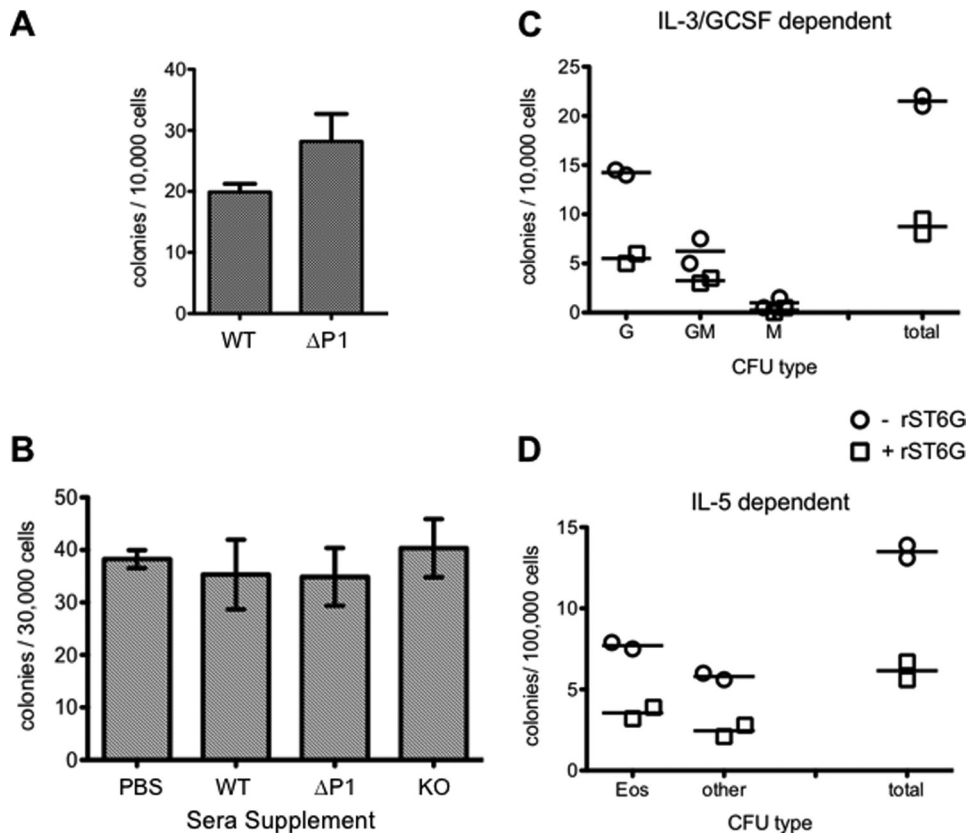 A
colonies / 10,000 cells
40
30
20
10
0
WT ΔP1
B
colonies / 30,000 cells
50
40
30
20
10
0
PBS WT ΔP1 KO
Sera Supplement
C
IL-3/GCSF dependent
colonies / 10,000 cells
25
20
15
10
5
0
G GM M total
CFU type
- rST6G
+ rST6G
D
IL-5 dependent
colonies/ 100,000 cells
15
10
5
0
Eos other total
CFU type